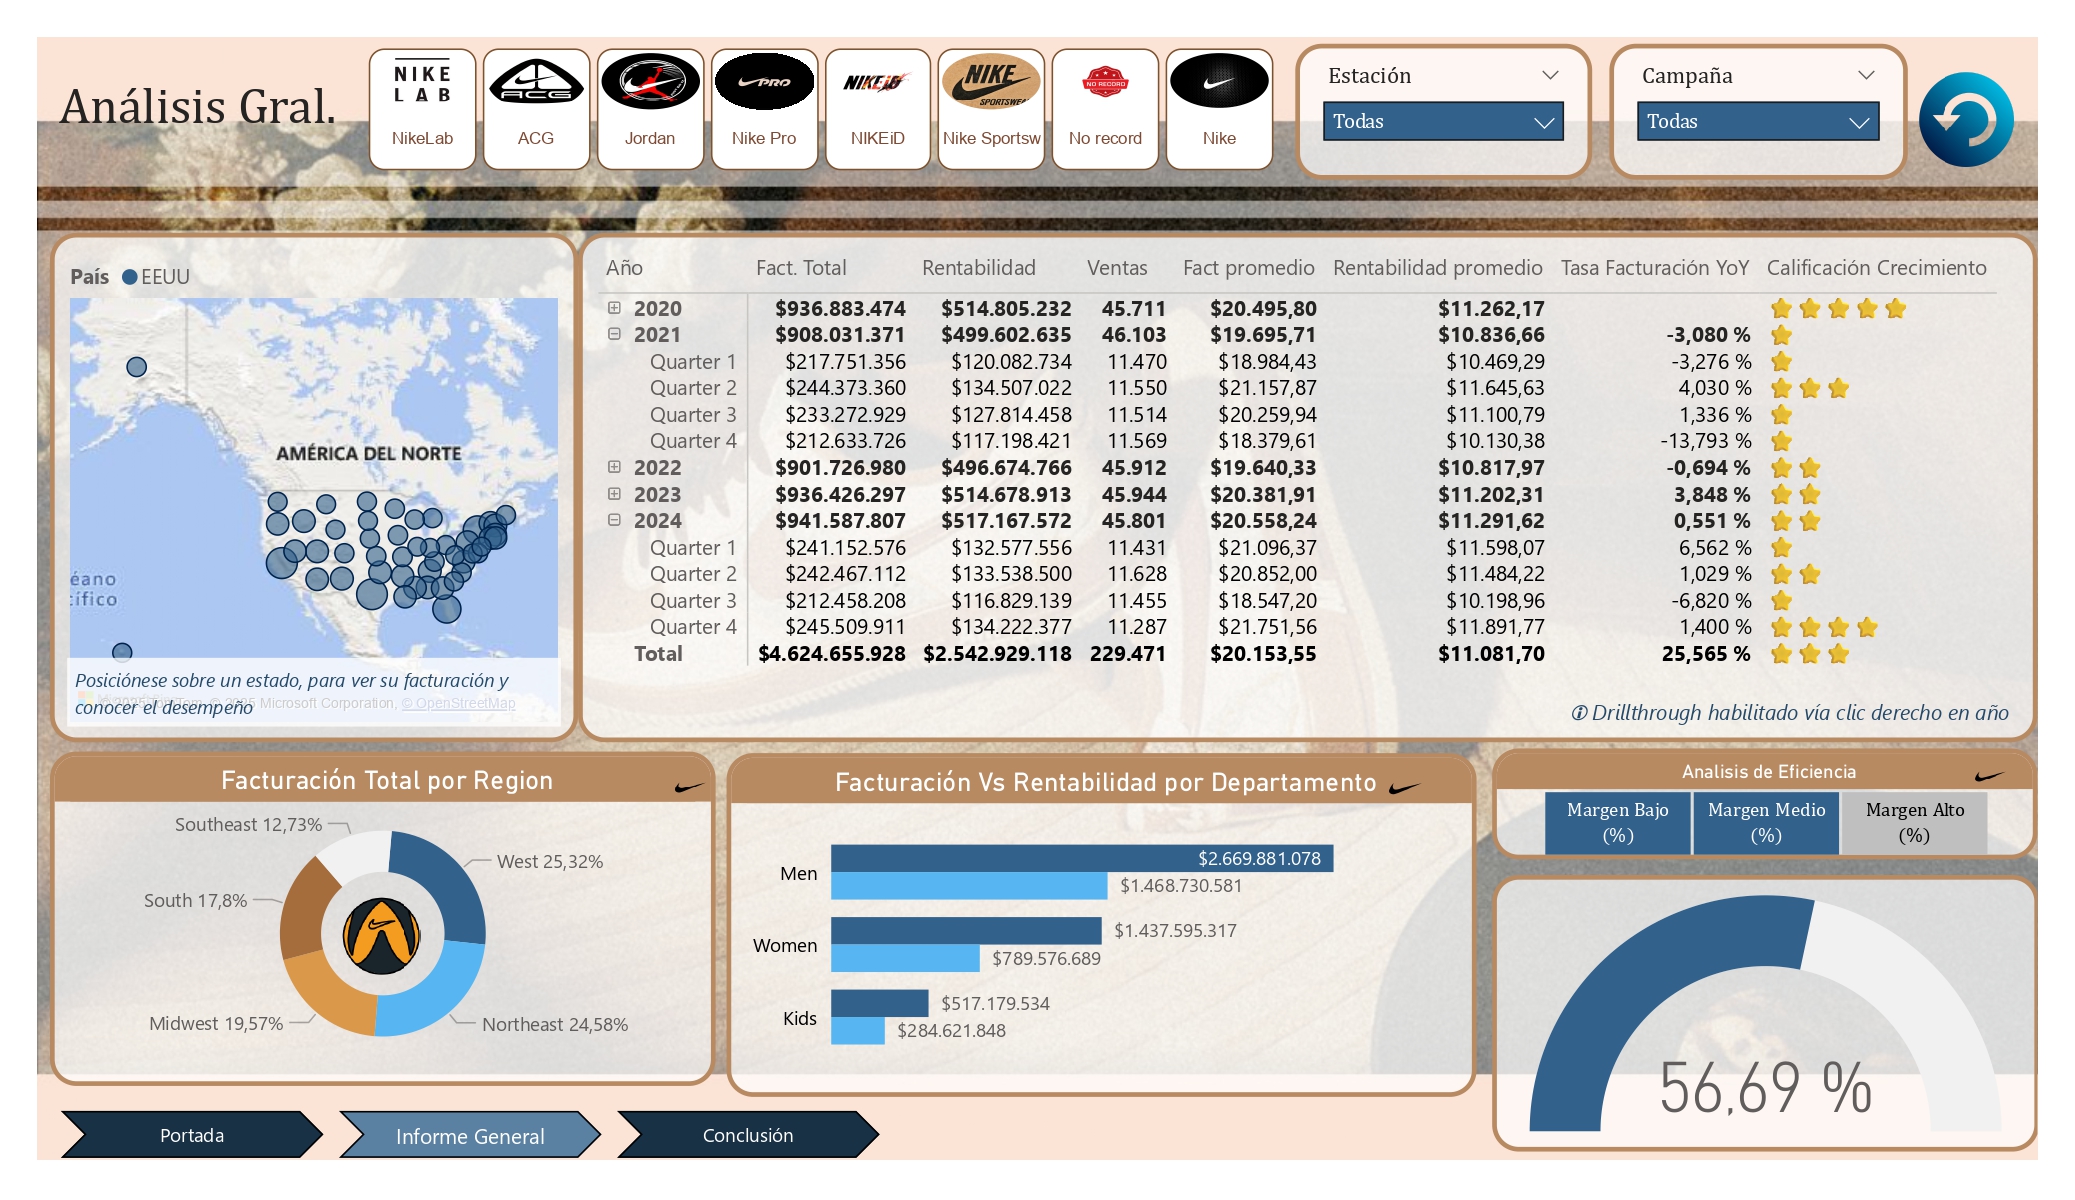 Análisis Gral.
NIKE
LAB
NikeLab
ACG
ACG
Jordan
PRO
Nike Pro
NIKEiD
NIKEiD
NIKE
SPORTSWEA
Nike Sportsw
NO RECORD
No record
Nike
Estación
Todas
Campaña
Todas
País EEUU
AMÉRICA DEL NORTE
éano
cífico
Posiciónese sobre un estado, para ver su facturación y
conocer el desempeño
Microsoft Corporation, © OpenStreetMap
Año Fact. Total Rentabilidad Ventas Fact promedio Rentabilidad promedio Tasa Facturación YoY Calificación Crecimiento
2020 $936.883.474 $514.805.232 45.711 $20.495,80 $11.262,17
2021 $908.031.371 $499.602.635 46.103 $19.695,71 $10.836,66 -3,080 %
Quarter 1 $217.751.356 $120.082.734 11.470 $18.984,43 $10.469,29 -3,276 %
Quarter 2 $244.373.360 $134.507.022 11.550 $21.157,87 $11.645,63 4,030 %
Quarter 3 $233.272.929 $127.814.458 11.514 $20.259,94 $11.100,79 1,336 %
Quarter 4 $212.633.726 $117.198.421 11.569 $18.379,61 $10.130,38 -13,793 %
2022 $901.726.980 $496.674.766 45.912 $19.640,33 $10.817,97 -0,694 %
2023 $936.426.297 $514.678.913 45.944 $20.381,91 $11.202,31 3,848 %
2024 $941.587.807 $517.167.572 45.801 $20.558,24 $11.291,62 0,551 %
Quarter 1 $241.152.576 $132.577.556 11.431 $21.096,37 $11.598,07 6,562 %
Quarter 2 $242.467.112 $133.538.500 11.628 $20.852,00 $11.484,22 1,029 %
Quarter 3 $212.458.208 $116.829.139 11.455 $18.547,20 $10.198,96 -6,820 %
Quarter 4 $245.509.911 $134.222.377 11.287 $21.751,56 $11.891,77 1,400 %
Total $4.624.655.928 $2.542.929.118 229.471 $20.153,55 $11.081,70 25,565 %
Drillthrough habilitado vía clic derecho en año
Facturación Total por Region
Southeast 12,73%
West 25,32%
South 17,8%
Midwest 19,57%
Northeast 24,58%
Facturación Vs Rentabilidad por Departamento
Men
$2.669.881.078
$1.468.730.581
Women
$1.437.595.317
$789.576.689
Kids
$517.179.534
$284.621.848
Analisis de Eficiencia
Margen Bajo
(%)
Margen Medio
(%)
Margen Alto
(%)
56,69 %
Portada
Informe General
Conclusión